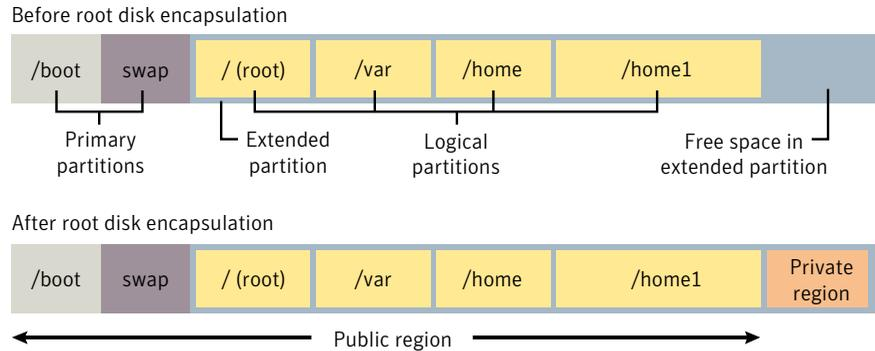 Before root disk encapsulation
/boot swap / (root) /var /home /home1
Primary
partitions
Extended
partition
Logical
partitions
Free space in
extended partition
After root disk encapsulation
/boot swap / (root) /var /home /home1
Private
region
Public region